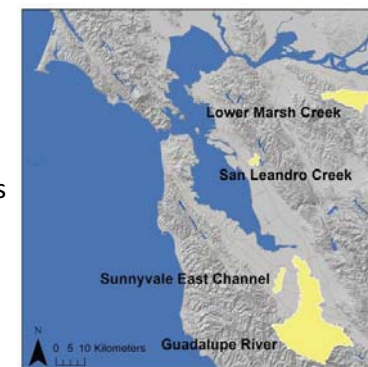 Lower Marsh Creek
San Leandro Creek
s
Sunnyvale East Channel
Guadalupe River
N
0 5 10 Kilometers